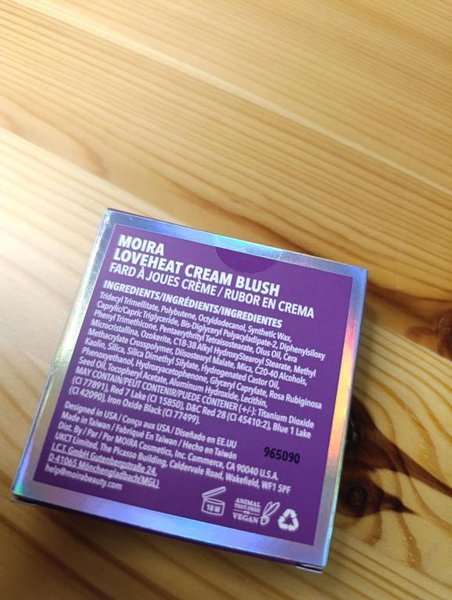 MOIRA
LOVEHEAT CREAM BLUSH
FARD À JOUES CRÈME / RUBOR EN CREMA
INGREDIENTS/INGRÉDIENTS/INGREDIENTES
Tridecyl Trimellitate, Polybutene, Octyldodecanol, Synthetic Wax,
Caprylic/Capric Triglyceride, Bis-Diglyceryl Polyacyladipate-2, Diphenylsiloxy
Phenyl Trimethicone, Pentaerythrityl Tetraisostearate, Olus Oil, Cera
Microcristallina, Ozokerite, C18-38 Alkyl HydroxyStearoyl Stearate, Methyl
Methacrylate Crosspolymer, Diisostearyl Malate, Mica, C20-40 Alcohols,
Kaolin, Silica, Silica Dimethyl Silylate, Hydrogenated Castor Oil,
Phenoxyethanol, Hydroxyacetophenone, Glyceryl Caprylate, Rosa Rubiginosa
Seed Oil, Tocopheryl Acetate, Aluminum Hydroxide, Lecithin,
MAY CONTAIN/PEUT CONTENIR/PUEDE CONTENER (+/-): Titanium Dioxide
(CI 77891), Red 7 Lake (CI 15850), D&C Red 28 (CI 45410:2), Blue 1 Lake
(CI 42090), Iron Oxide Black (CI 77499).
Designed in USA / Conçu aux USA / Diseñado en EE.UU
Made in Taiwan / Fabriqué En Taïwan / Hecho en Taiwán
Dist. By / Par / Por MOIRA Cosmetics, Inc. Commerce, CA 90040 U.S.A.
UKCT Limited, The Picasso Building, Caldervale Road, Wakefield, WF1 5PF
I.C.T. GmbH Gutenbergstraße 24,
D-41065 Mönchengladbach(MGL)
help@moirabeauty.com
965090
18 M
ANIMAL
TEST-FREE
VEGAN